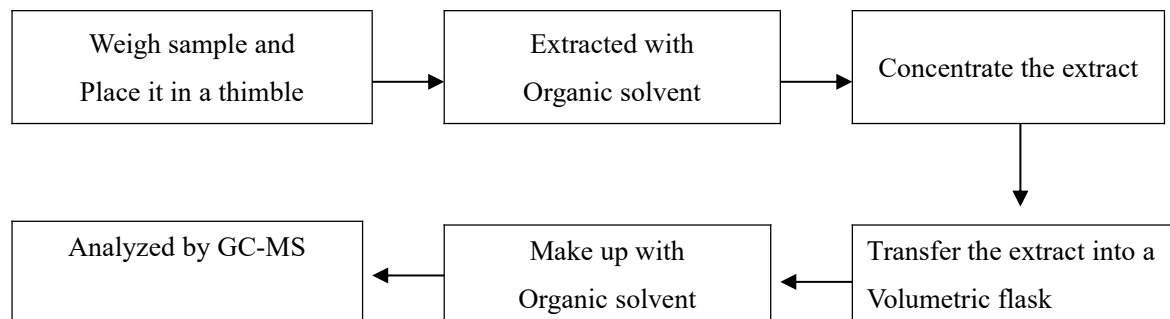 Weigh sample and
Place it in a thimble
Extracted with
Organic solvent
Concentrate the extract
Transfer the extract into a
Volumetric flask
Make up with
Organic solvent
Analyzed by GC-MS